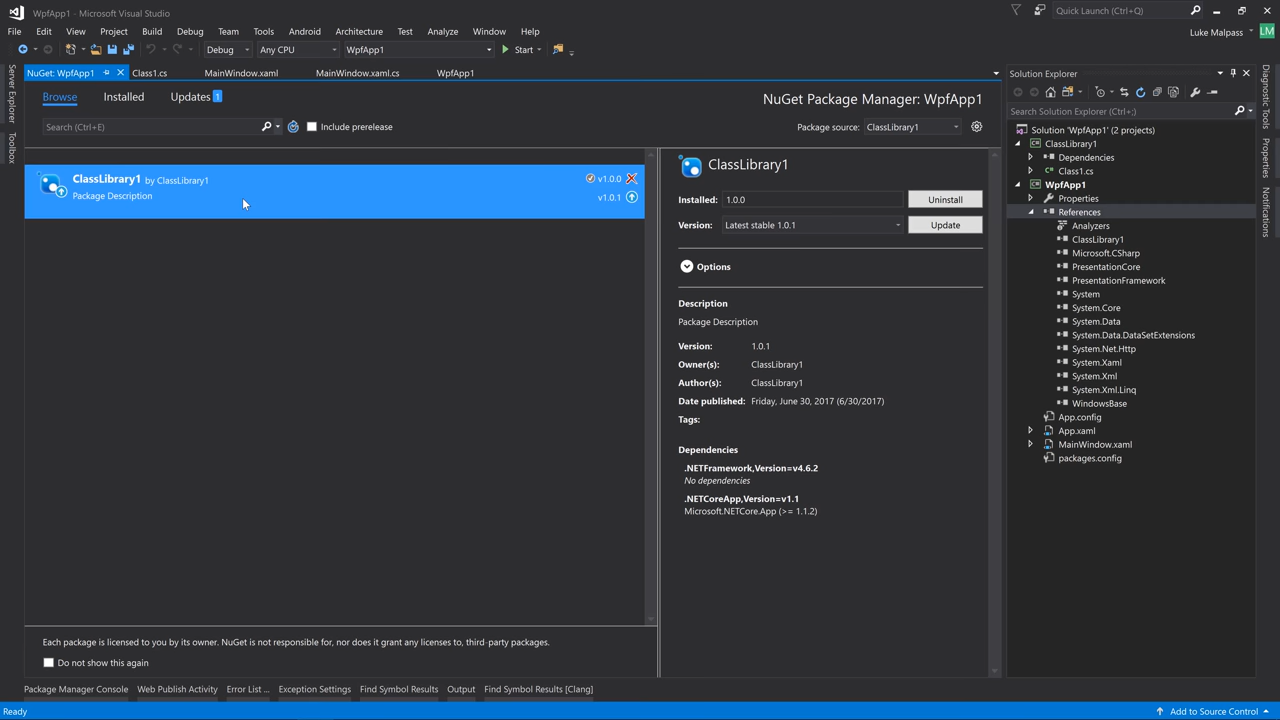 WpfApp1 - Microsoft Visual Studio
Quick Launch (Ctrl+Q)
File Edit View Project Build Debug Team Tools Android Architecture Test Analyze Window Help
Luke Malpass LM
Debug Any CPU WpfApp1 Start
Server Explorer
Toolbox
NuGet: WpfApp1 Class1.cs MainWindow.xaml MainWindow.xaml.cs WpfApp1
Browse Installed Updates 1
NuGet Package Manager: WpfApp1
Search (Ctrl+E) Include prerelease
Package source: ClassLibrary1
ClassLibrary1 by ClassLibrary1 v1.0.0
Package Description v1.0.1
ClassLibrary1
Installed: 1.0.0 Uninstall
Version: Latest stable 1.0.1 Update
Options
Description
Package Description
Version: 1.0.1
Owner(s): ClassLibrary1
Author(s): ClassLibrary1
Date published: Friday, June 30, 2017 (6/30/2017)
Tags:
Dependencies
.NETFramework,Version=v4.6.2
No dependencies
.NETCoreApp,Version=v1.1
Microsoft.NETCore.App (>= 1.1.2)
Each package is licensed to you by its owner. NuGet is not responsible for, nor does it grant any licenses to, third-party packages.
Do not show this again
Solution Explorer
Search Solution Explorer (Ctrl+;)
Solution 'WpfApp1' (2 projects)
ClassLibrary1
Dependencies
Class1.cs
WpfApp1
Properties
References
Analyzers
ClassLibrary1
Microsoft.CSharp
PresentationCore
PresentationFramework
System
System.Core
System.Data
System.Data.DataSetExtensions
System.Net.Http
System.Xaml
System.Xml
System.Xml.Linq
WindowsBase
App.config
App.xaml
MainWindow.xaml
packages.config
Diagnostic Tools
Properties
Notifications
Package Manager Console Web Publish Activity Error List ... Exception Settings Find Symbol Results Output Find Symbol Results [Clang]
Ready
Add to Source Control